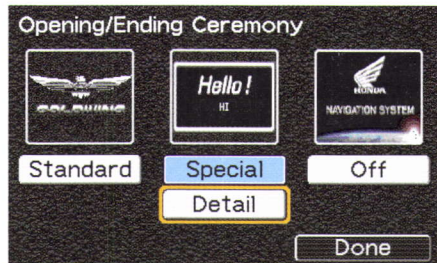 Opening/Ending Ceremony
GOLDWING
Hello !
HI
HONDA
NAVIGATION SYSTEM
Standard
Special
Off
Detail
Done